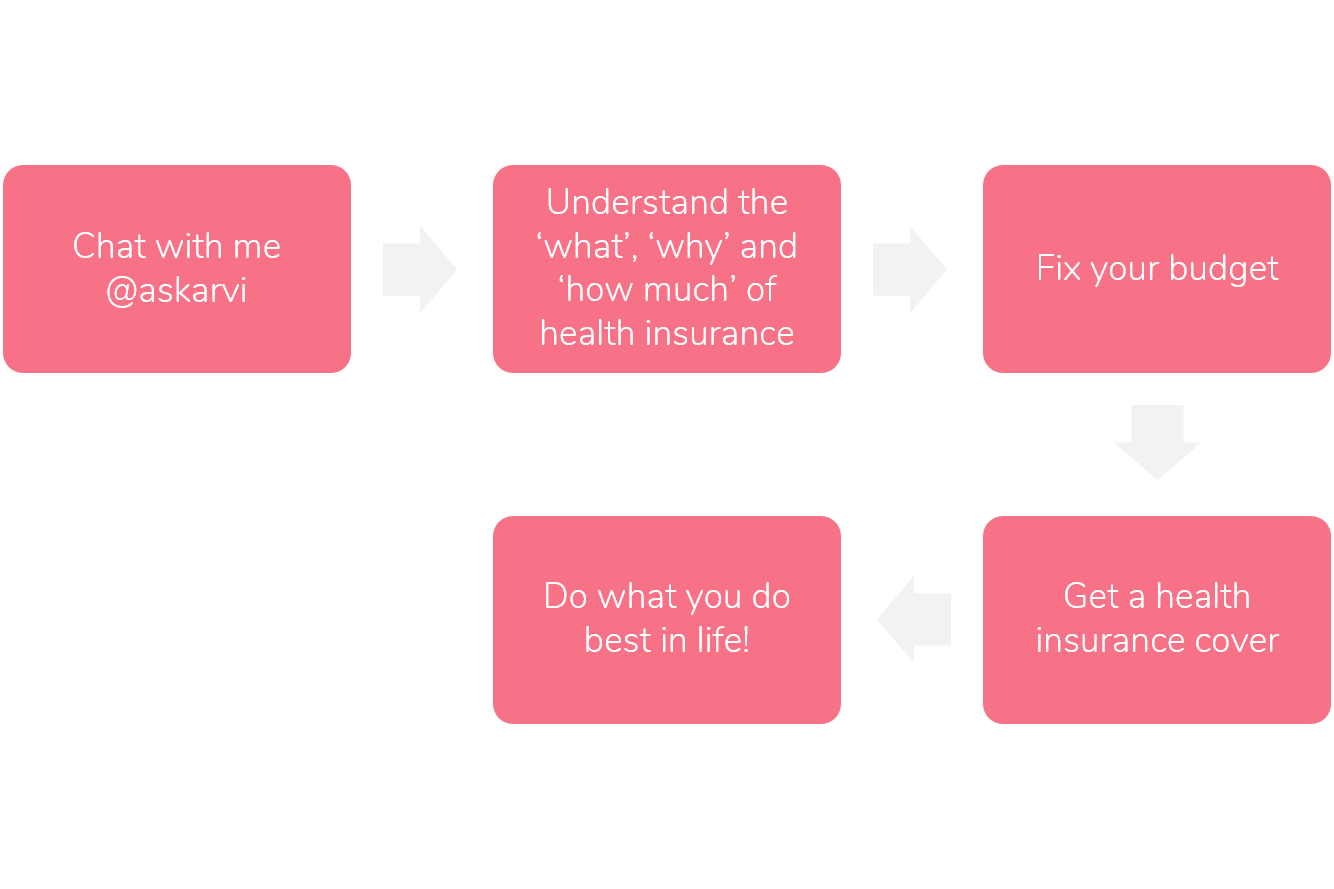 Chat with me
@askarvi
Understand the
‘what’, ‘why’ and
‘how much’ of
health insurance
Fix your budget
Get a health
insurance cover
Do what you do
best in life!